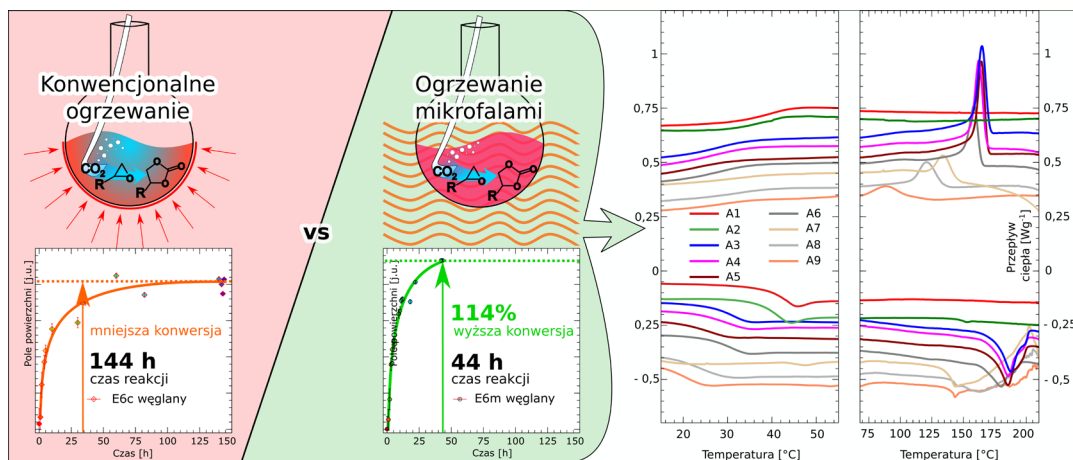 Konwencjonalne
ogrzewanie
CO₂
R
O
O
O
O
R
vs
Ogrzewanie
mikrofalami
CO₂
R
O
O
O
O
R
Pole powierzchni [j.u.]
mniejsza konwersja
144 h
czas reakcji
E6c węglany
0 25 50 75 100 125 150
Czas [h]
Pole powierzchni [j.u.]
114%
wyższa konwersja
44 h
czas reakcji
E6m węglany
0 25 50 75 100 125 150
Czas [h]
1
0,75
0,5
0,25
0
-0,25
- 0,5
A1
A2
A3
A4
A5
A6
A7
A8
A9
20 30 40 50
Temperatura [°C]
1
0,75
0,5
0,25
0
-0,25
- 0,5
Przepływ
ciepła [Wg⁻¹]
75 100 125 150 175 200
Temperatura [°C]